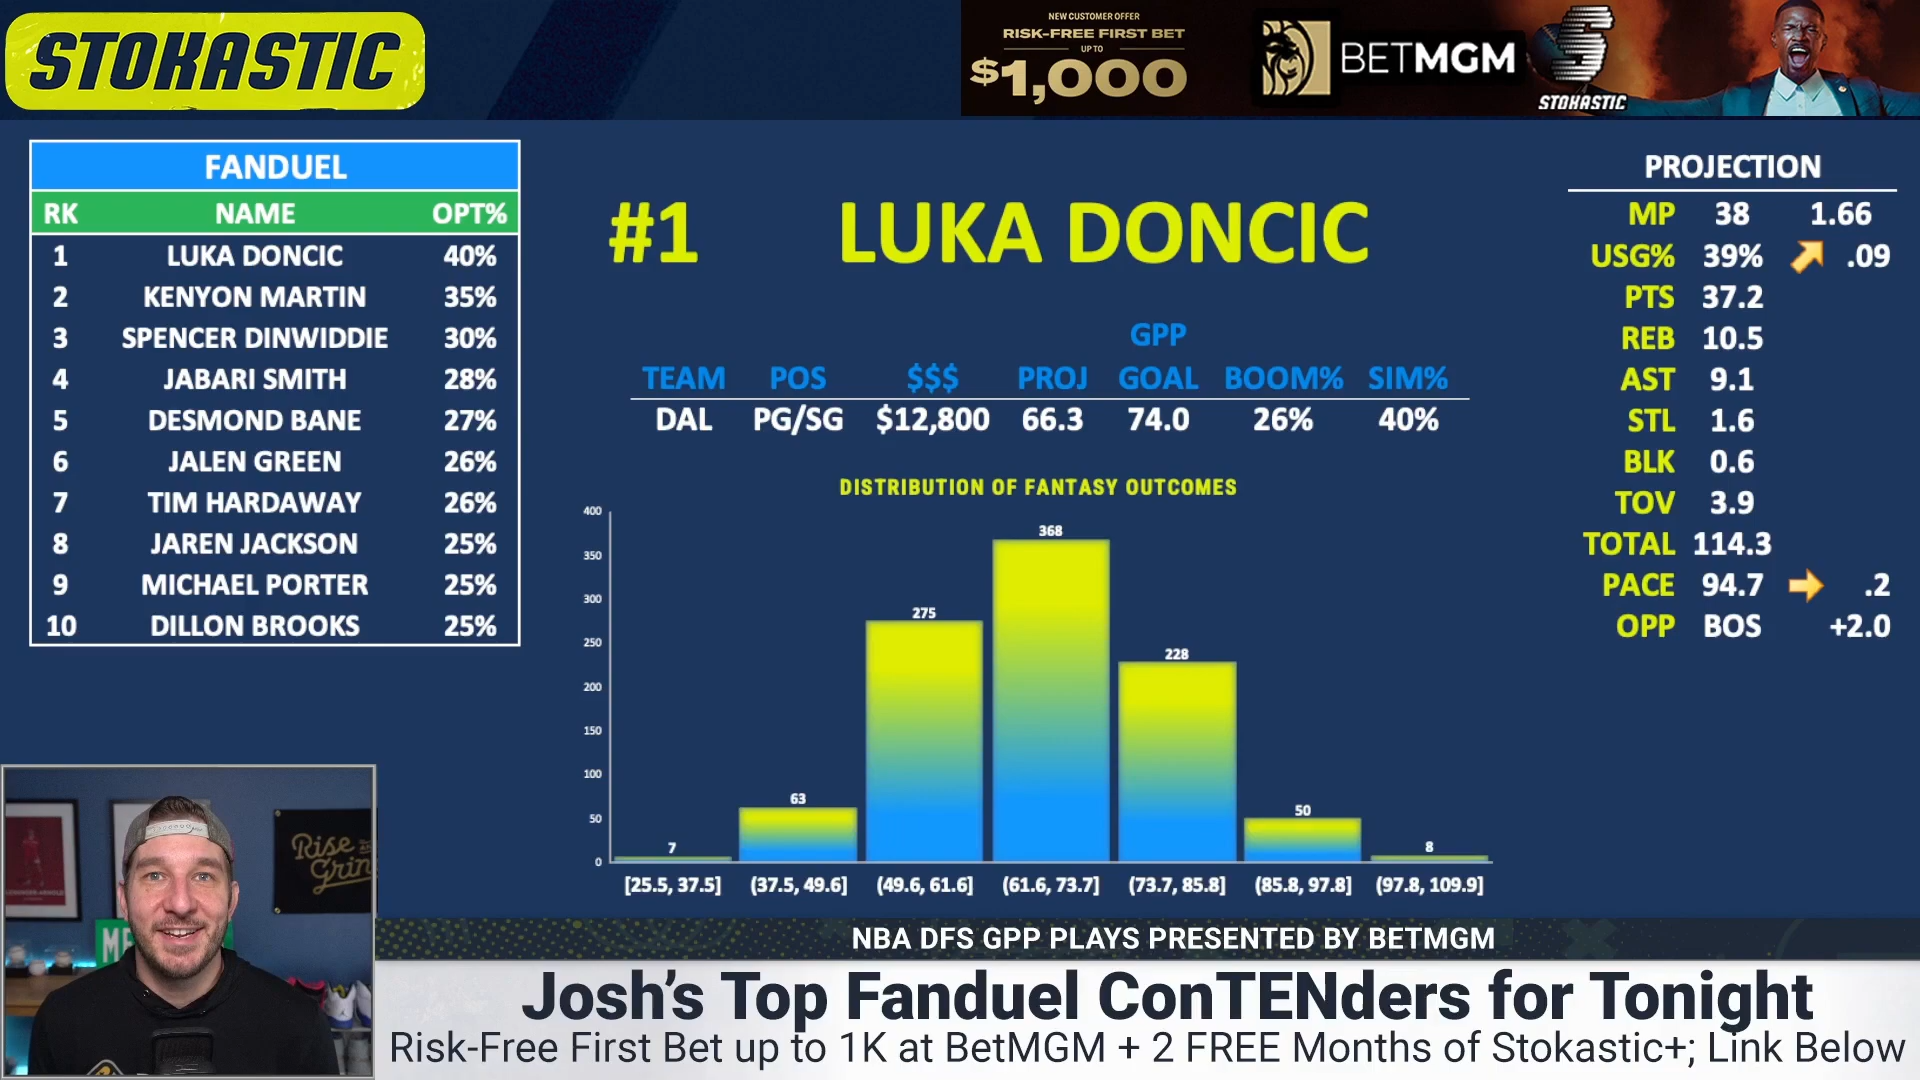 STOKASTIC
NEW CUSTOMER OFFER
RISK-FREE FIRST BET
UP TO
$1,000
BETMGM
STOKASTIC
FANDUEL
RK NAME OPT%
1 LUKA DONCIC 40%
2 KENYON MARTIN 35%
3 SPENCER DINWIDDIE 30%
4 JABARI SMITH 28%
5 DESMOND BANE 27%
6 JALEN GREEN 26%
7 TIM HARDAWAY 26%
8 JAREN JACKSON 25%
9 MICHAEL PORTER 25%
10 DILLON BROOKS 25%
#1 LUKA DONCIC
GPP
TEAM POS $$$ PROJ GOAL BOOM% SIM%
DAL PG/SG $12,800 66.3 74.0 26% 40%
DISTRIBUTION OF FANTASY OUTCOMES
400
350
300
250
200
150
100
50
0
7 63 275 368 228 50 8
[25.5, 37.5] (37.5, 49.6] (49.6, 61.6] (61.6, 73.7] (73.7, 85.8] (85.8, 97.8] (97.8, 109.9]
PROJECTION
MP 38 1.66
USG% 39% .09
PTS 37.2
REB 10.5
AST 9.1
STL 1.6
BLK 0.6
TOV 3.9
TOTAL 114.3
PACE 94.7 .2
OPP BOS +2.0
Rise
Grin
NBA DFS GPP PLAYS PRESENTED BY BETMGM
Josh's Top Fanduel ConTENders for Tonight
Risk-Free First Bet up to 1K at BetMGM + 2 FREE Months of Stokastic+; Link Below